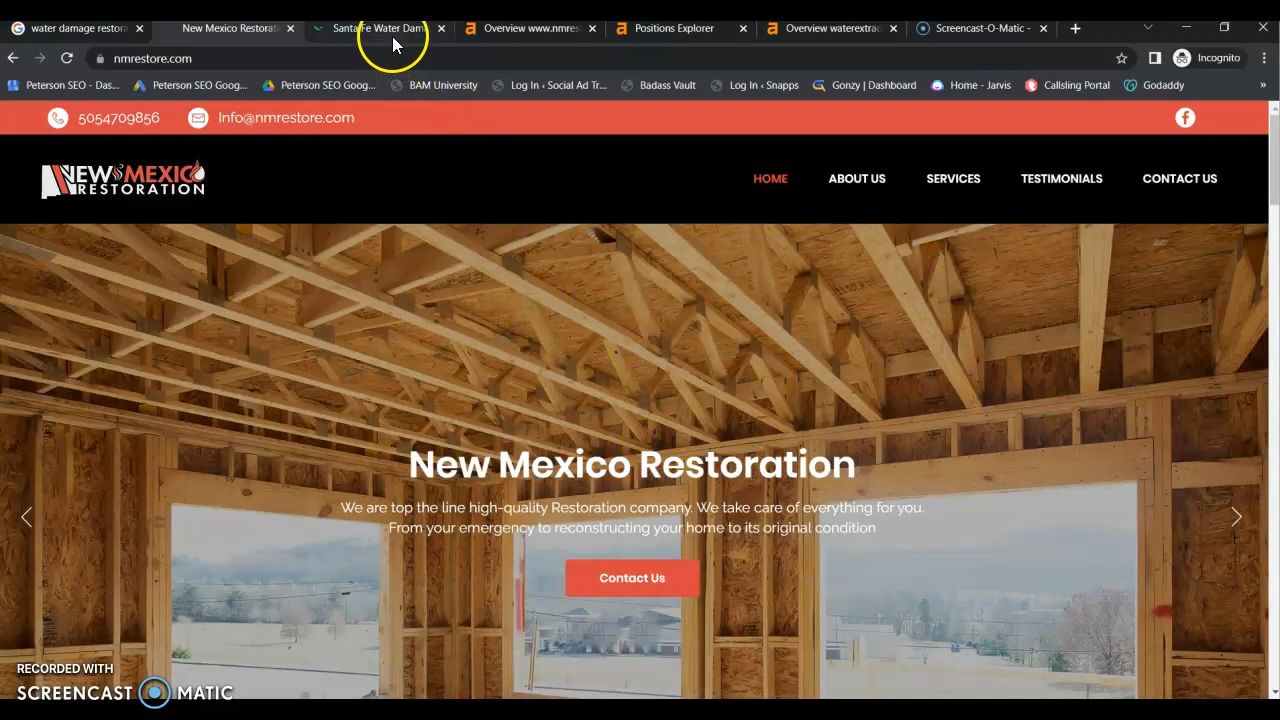 water damage restora
New Mexico Restorati
Santa Fe Water Dam
Overview www.nmres
Positions Explorer
Overview waterextrac
Screencast-O-Matic -
nmrestore.com
Incognito
Peterson SEO - Das...
Peterson SEO Goog...
Peterson SEO Goog...
BAM University
Log In ‹ Social Ad Tr...
Badass Vault
Log In ‹ Snapps
Gonzy | Dashboard
Home - Jarvis
Callsling Portal
Godaddy
»
5054709856
Info@nmrestore.com
NEW MEXICO
RESTORATION
HOME
ABOUT US
SERVICES
TESTIMONIALS
CONTACT US
New Mexico Restoration
We are top the line high-quality Restoration company. We take care of everything for you.
From your emergency to reconstructing your home to its original condition
Contact Us
RECORDED WITH
SCREENCAST MATIC